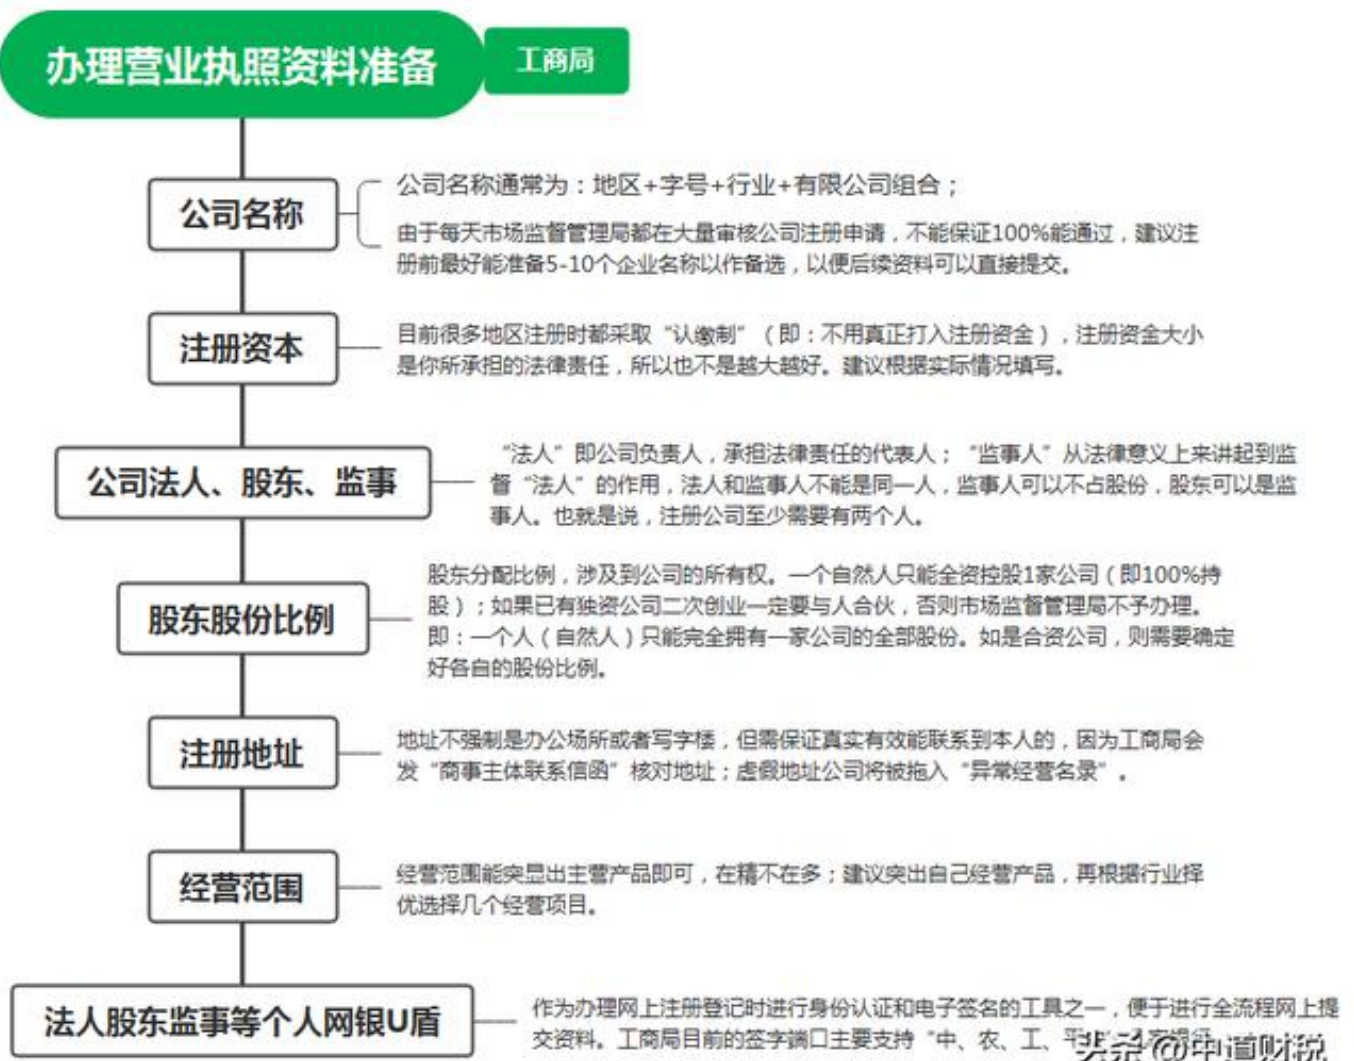 办理营业执照资料准备
工商局
公司名称
公司名称通常为：地区+字号+行业+有限公司组合；
由于每天市场监督管理局都在大量审核公司注册申请，不能保证100%能通过，建议注
册前最好能准备5-10个企业名称以作备选，以便后续资料可以直接提交。
注册资本
目前很多地区注册时都采取“认缴制”（即：不用真正打入注册资金），注册资金大小
是你所承担的法律责任，所以也不是越大越好。建议根据实际情况填写。
公司法人、股东、监事
“法人”即公司负责人，承担法律责任的代表人；“监事人”从法律意义上来讲起到监
督“法人”的作用，法人和监事人不能是同一人，监事人可以不占股份，股东可以是监
事人。也就是说，注册公司至少需要有两个人。
股东股份比例
股东分配比例，涉及到公司的所有权。一个自然人只能全资控股1家公司（即100%持
股）；如果已有独资公司二次创业一定要与人合伙，否则市场监督管理局不予办理。
即：一个人（自然人）只能完全拥有一家公司的全部股份。如是合资公司，则需要确定
好各自的股份比例。
注册地址
地址不强制是办公场所或者写字楼，但需保证真实有效能联系到本人的，因为工商局会
发“商事主体联系信函”核对地址；虚假地址公司将被拖入“异常经营名录”。
经营范围
经营范围能突显出主营产品即可，在精不在多；建议突出自己经营产品，再根据行业择
优选择几个经营项目。
法人股东监事等个人网银U盾
作为办理网上注册登记时进行身份认证和电子签名的工具之一，便于进行全流程网上提
交资料。工商局目前的签字端口主要支持“中、农、工、平
头条 @中道财税